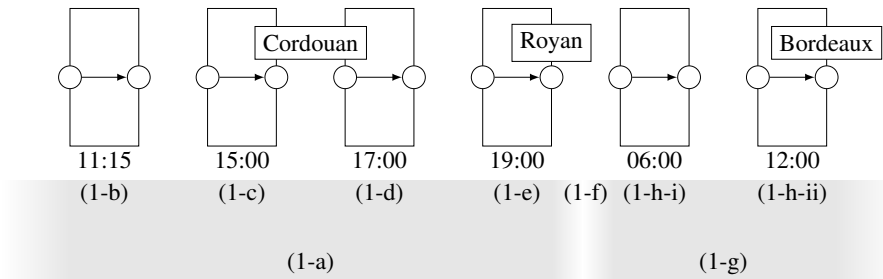 Cordouan Royan Bordeaux
11:15 15:00 17:00 19:00 06:00 12:00
(1-b) (1-c) (1-d) (1-e) (1-f) (1-h-i) (1-h-ii)
(1-a) (1-g)